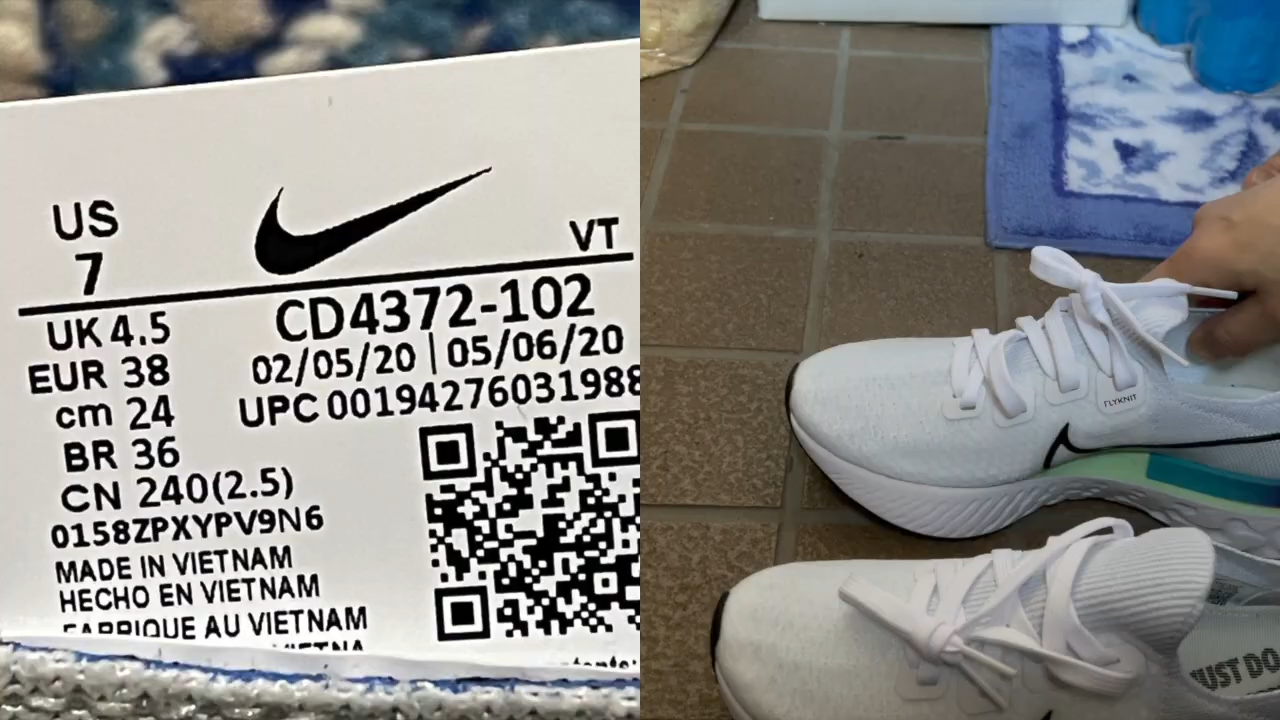 US
7
VT
UK 4.5
CD4372-102
EUR 38
02/05/20 | 05/06/20
cm 24
UPC 00194276031988
BR 36
CN 240(2.5)
0158ZPXYPV9N6
MADE IN VIETNAM
HECHO EN VIETNAM
FABRIQUE AU VIETNAM
FLYKNIT
JUST DO